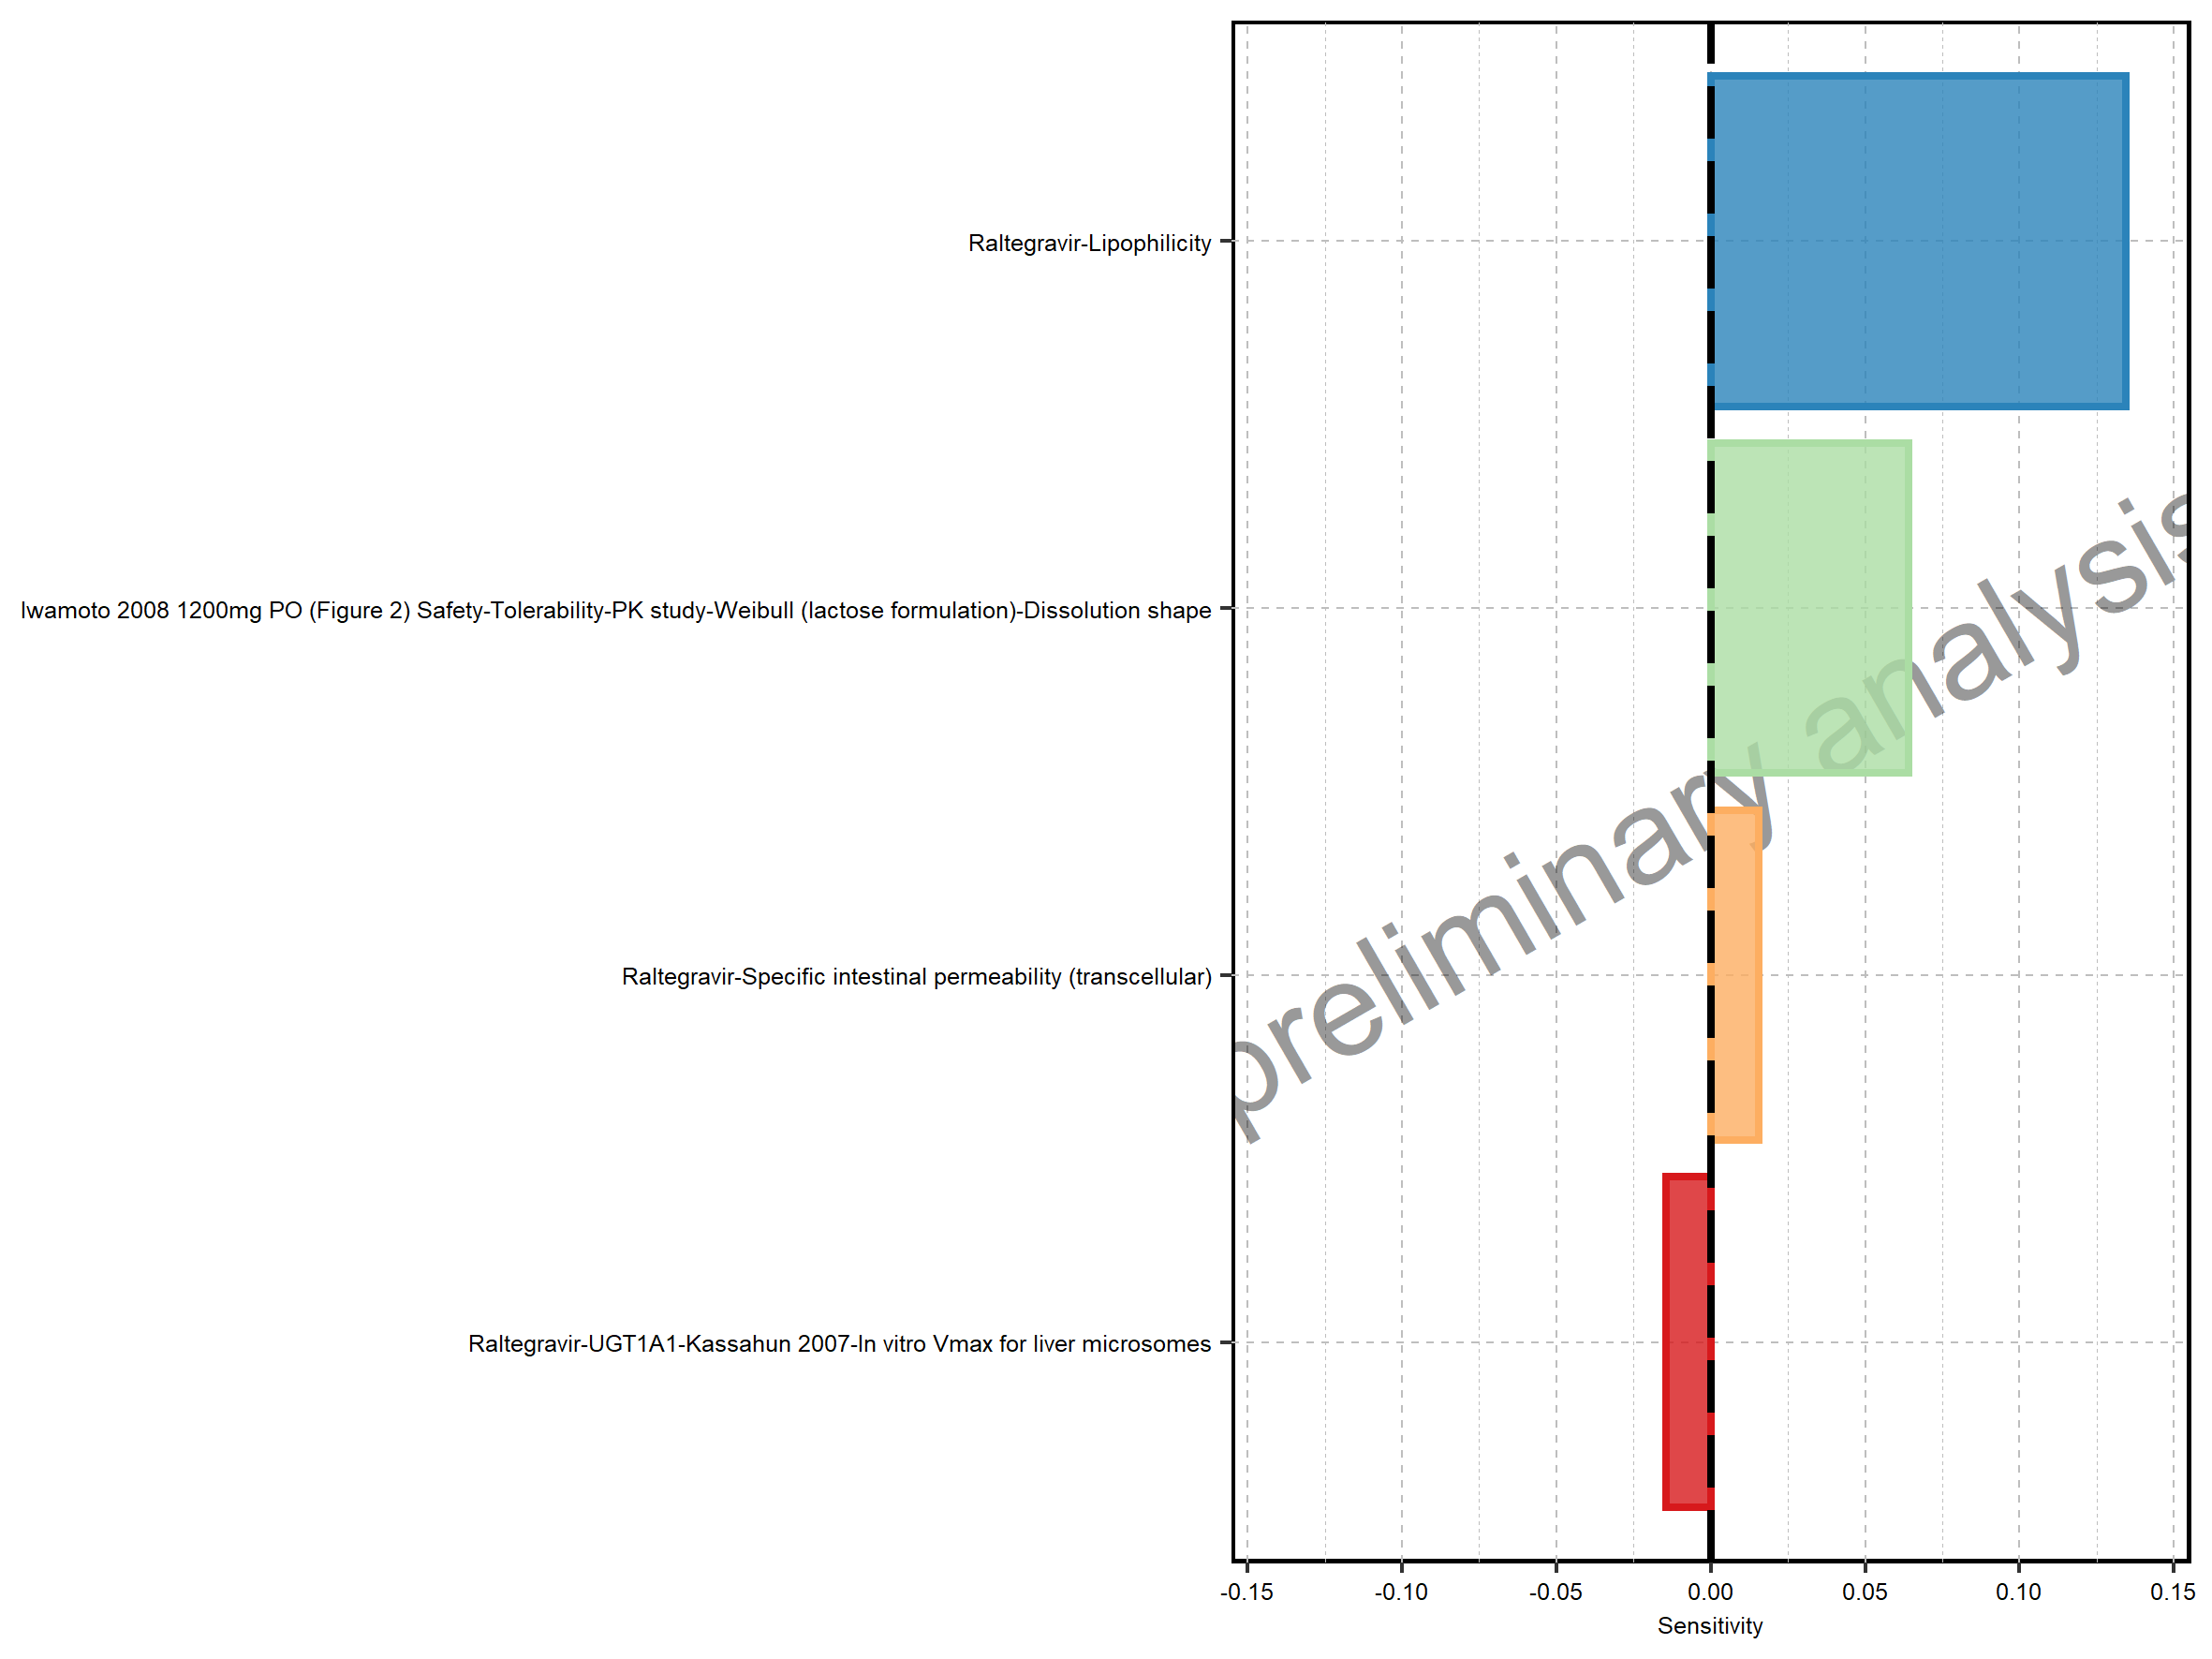 Raltegravir-Lipophilicity
Iwamoto 2008 1200mg PO (Figure 2) Safety-Tolerability-PK study-Weibull (lactose formulation)-Dissolution shape
Raltegravir-Specific intestinal permeability (transcellular)
Raltegravir-UGT1A1-Kassahun 2007-In vitro Vmax for liver microsomes
preliminary analysis
-0.15 -0.10 -0.05 0.00 0.05 0.10 0.15
Sensitivity